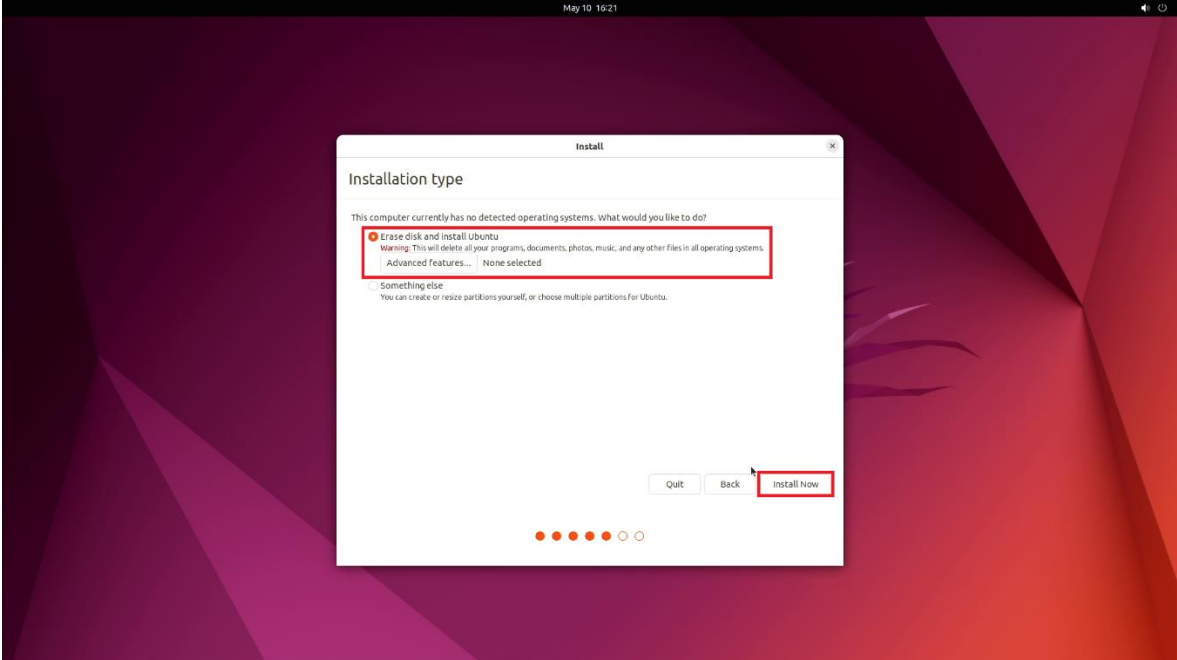 May 10 16:21
Install
Installation type
This computer currently has no detected operating systems. What would you like to do?
Erase disk and install Ubuntu
Warning: This will delete all your programs, documents, photos, music, and any other files in all operating systems.
Advanced features... None selected
Something else
You can create or resize partitions yourself, or choose multiple partitions for Ubuntu.
Quit Back Install Now